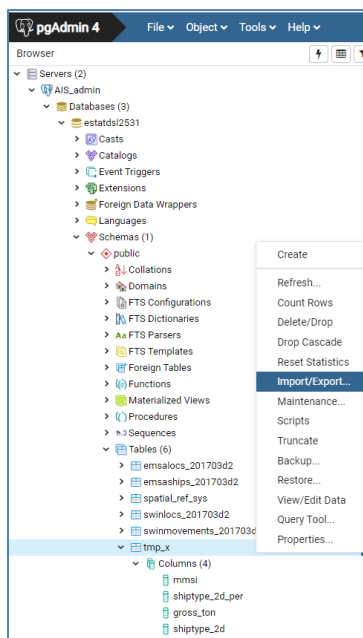 pgAdmin 4 File Object Tools Help
Browser
Servers (2)
AIS_admin
Databases (3)
estatdsl2531
Casts
Catalogs
Event Triggers
Extensions
Foreign Data Wrappers
Languages
Schemas (1)
public
Collations
Domains
FTS Configurations
FTS Dictionaries
Aa FTS Parsers
FTS Templates
Foreign Tables
Functions
Materialized Views
Procedures
1..3 Sequences
Tables (6)
emsalocs_201703d2
emsaships_201703d2
spatial_ref_sys
swinlocs_201703d2
swinmovements_201703d
tmp_x
Columns (4)
mmsi
shiptype_2d_per
gross_ton
shiptype_2d
Create
Refresh...
Count Rows
Delete/Drop
Drop Cascade
Reset Statistics
Import/Export...
Maintenance...
Scripts
Truncate
Backup...
Restore...
View/Edit Data
Query Tool...
Properties...